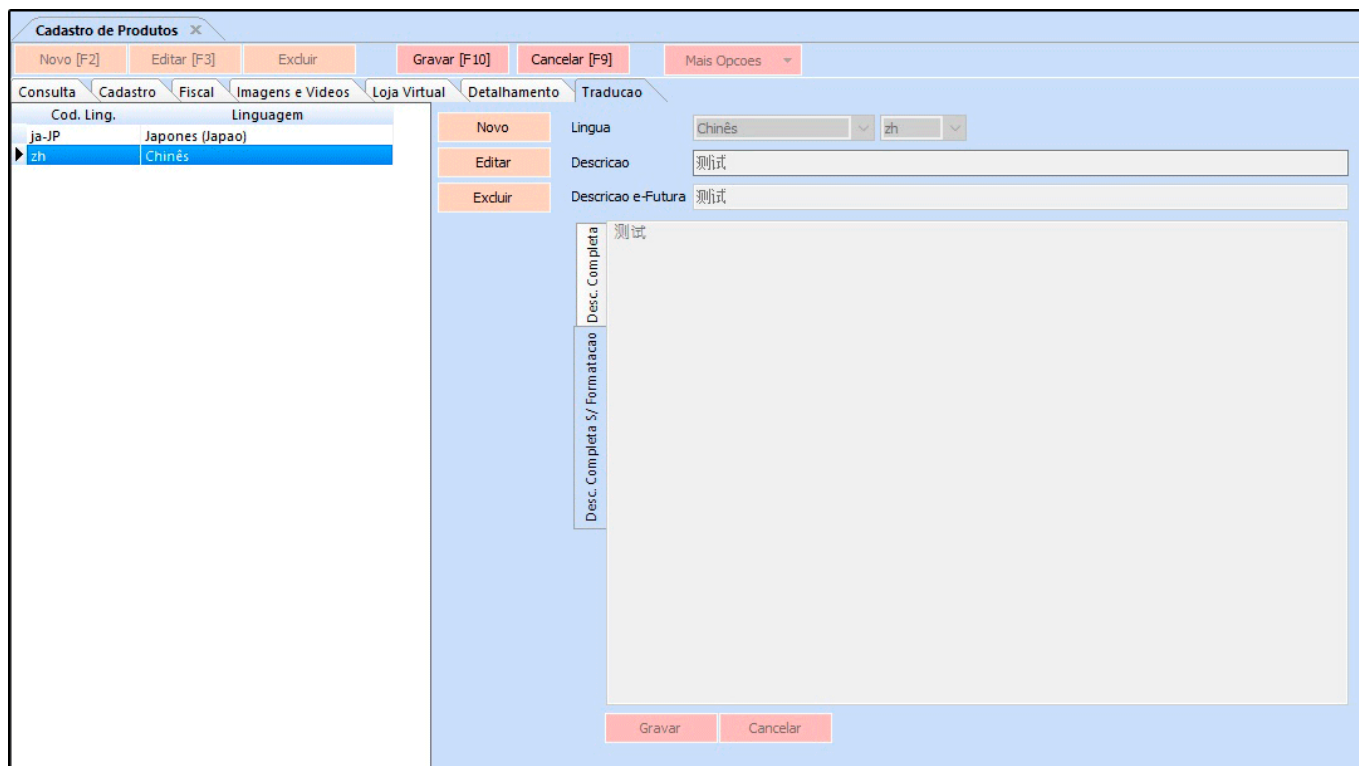 Cadastro de Produtos
Novo [F2] Editar [F3] Excluir Gravar [F10] Cancelar [F9] Mais Opcoes
Consulta Cadastro Fiscal Imagens e Videos Loja Virtual Detalhamento Traducao
Cod. Ling. Linguagem
ja-JP Japones (Japao)
zh Chinês
Novo Lingua Chinês zh
Editar Descricao 测试
Excluir Descricao e-Futura 测试
Desc. Completa
测试
Desc. Completa S/ Formatacao
Gravar Cancelar